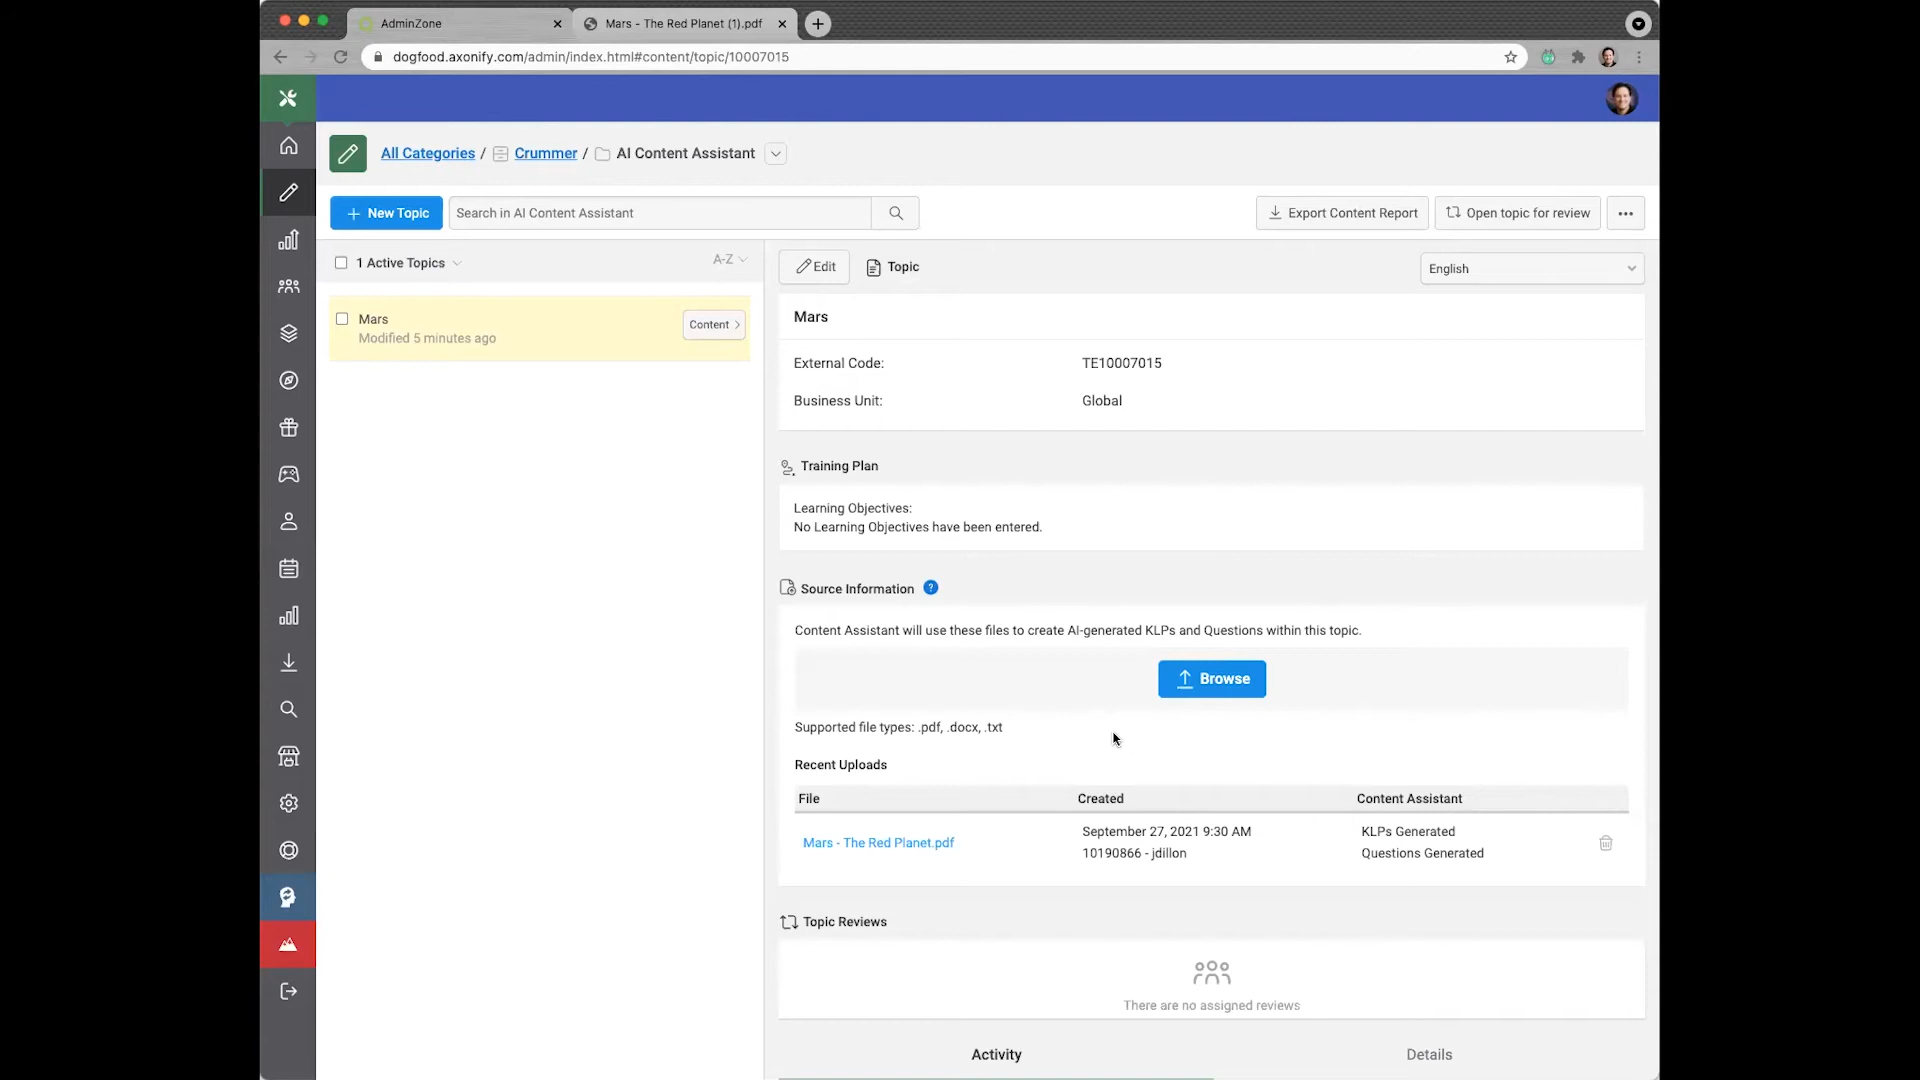 AdminZone
Mars - The Red Planet (1).pdf
dogfood.axonify.com/admin/index.html#content/topic/10007015
All Categories / Crummer / AI Content Assistant
+ New Topic
Search in AI Content Assistant
Export Content Report
Open topic for review
1 Active Topics
A-Z
Mars
Modified 5 minutes ago
Content >
Edit
Topic
English
Mars
External Code:
TE10007015
Business Unit:
Global
Training Plan
Learning Objectives:
No Learning Objectives have been entered.
Source Information ?
Content Assistant will use these files to create AI-generated KLPs and Questions within this topic.
Browse
Supported file types: .pdf, .docx, .txt
Recent Uploads
File
Created
Content Assistant
Mars - The Red Planet.pdf
September 27, 2021 9:30 AM
10190866 - jdillon
KLPs Generated
Questions Generated
Topic Reviews
There are no assigned reviews
Activity
Details